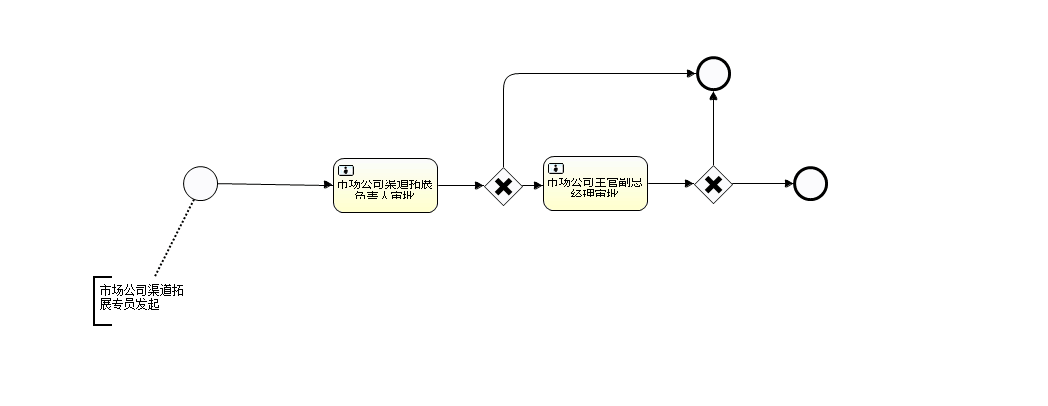 市场公司渠道拓展
负责人审批
市场公司主管副总
经理审批
市场公司渠道拓
展专员发起